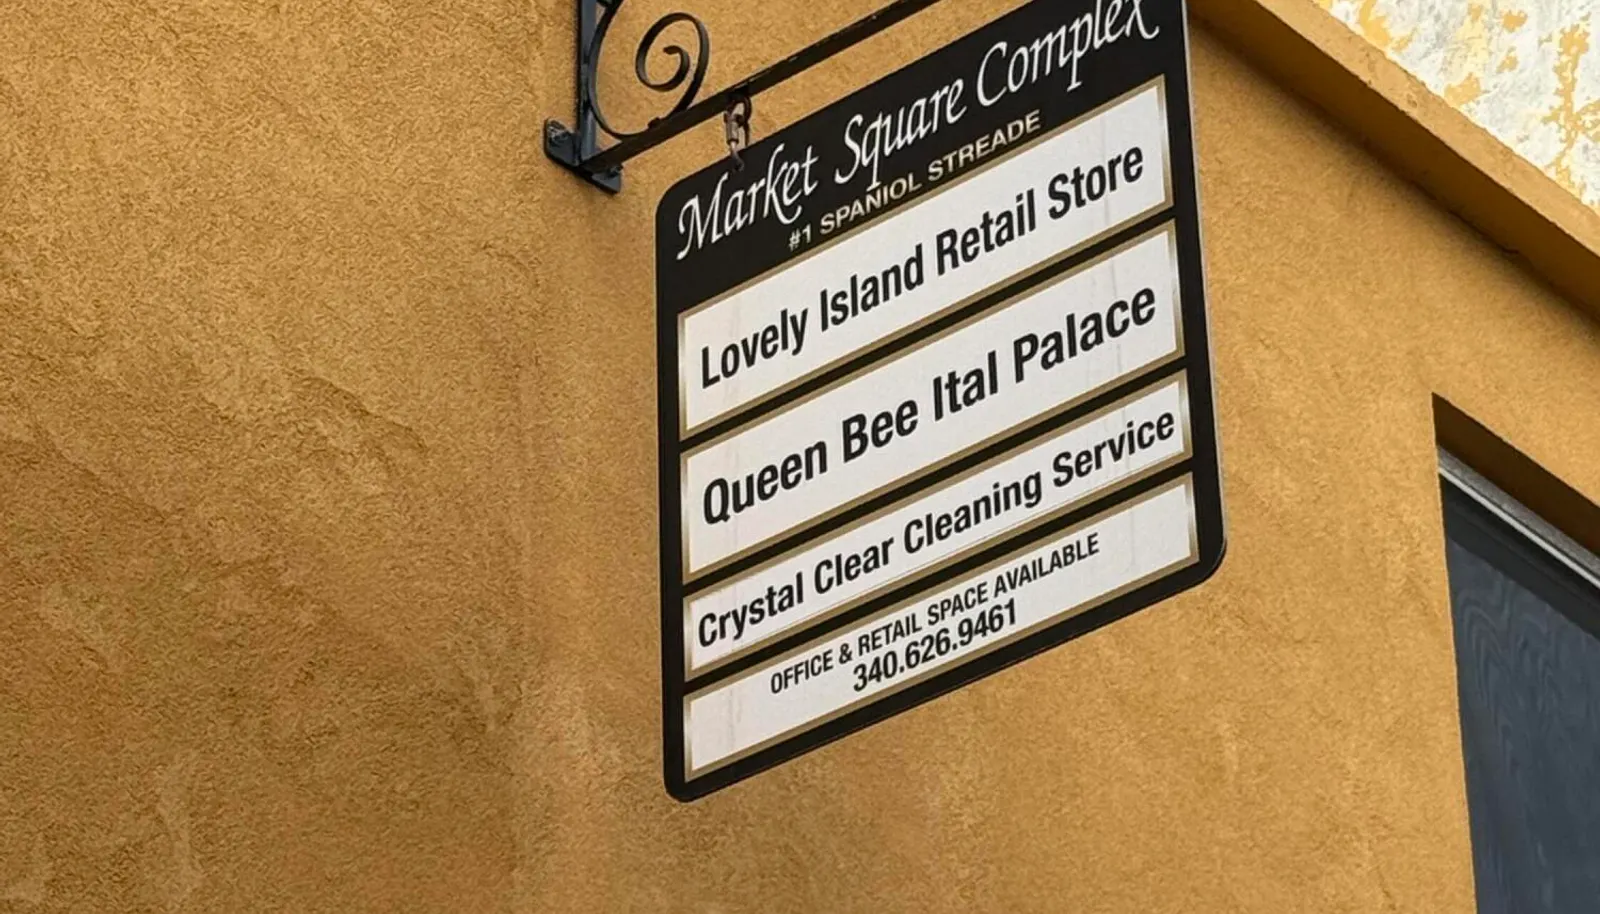 Market Square Complex
#1 SPANIOL STREADE
Lovely Island Retail Store
Queen Bee Ital Palace
Crystal Clear Cleaning Service
OFFICE & RETAIL SPACE AVAILABLE
340.626.9461